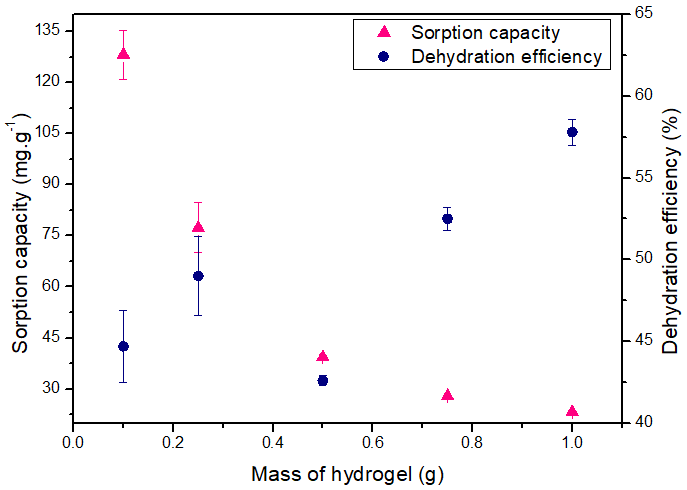 Sorption capacity
Dehydration efficiency
Sorption capacity (mg.g⁻¹)
135
120
105
90
75
60
45
30
Dehydration efficiency (%)
65
60
55
50
45
40
0.0 0.2 0.4 0.6 0.8 1.0
Mass of hydrogel (g)